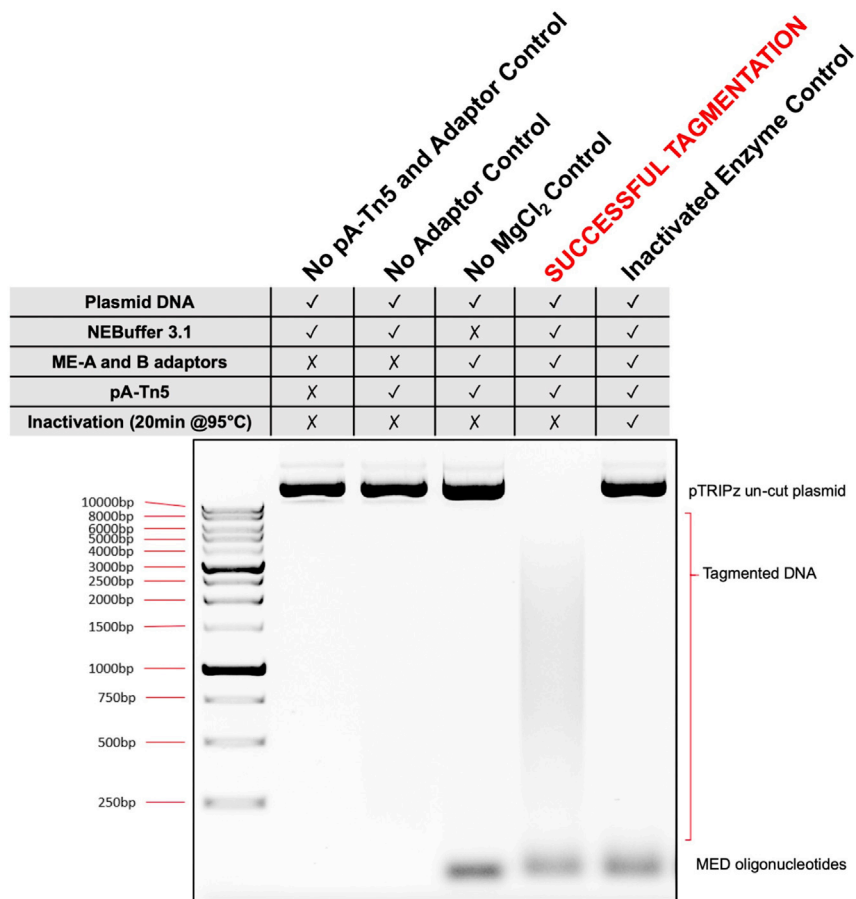 No pA-Tn5 and Adaptor Control
No Adaptor Control
No MgCl₂ Control
SUCCESSFUL TAGMENTATION
Inactivated Enzyme Control
Plasmid DNA ✓ ✓ ✓ ✓ ✓
NEBuffer 3.1 ✓ ✓ ✗ ✓ ✓
ME-A and B adaptors ✗ ✗ ✓ ✓ ✓
pA-Tn5 ✗ ✓ ✓ ✓ ✓
Inactivation (20min @95°C) ✗ ✗ ✗ ✗ ✓
pTRIPz un-cut plasmid
10000bp
8000bp
6000bp
5000bp
4000bp
3000bp
Tagmented DNA
2500bp
2000bp
1500bp
1000bp
750bp
500bp
250bp
MED oligonucleotides